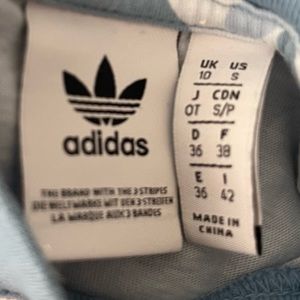 adidas
THE BRAND WITH THE 3 STRIPES
DIE WELTMARKE MIT DEN 3 STREIFEN
LA MARQUE AUX 3 BANDES
UK US
10 S
J CDN
OT S/P
D F
36 38
E I
36 42
MADE IN
CHINA